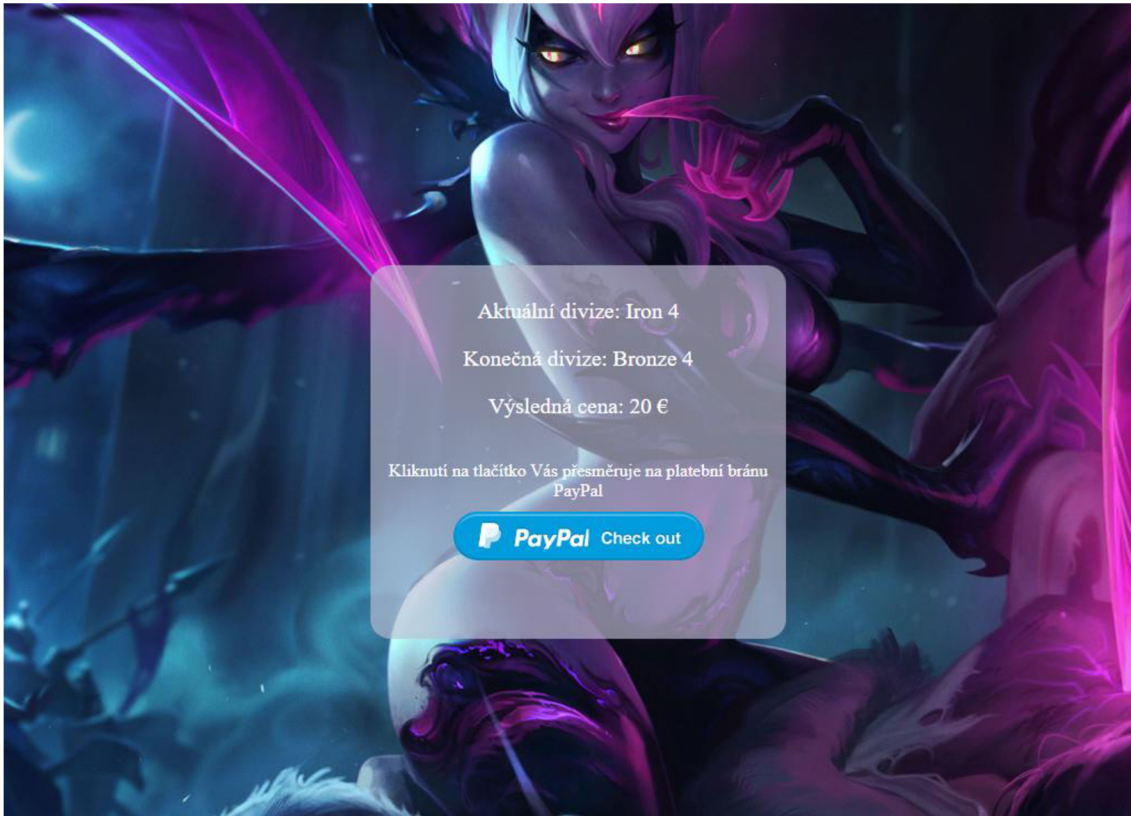 Aktuální divize: Iron 4
Konečná divize: Bronze 4
Výsledná cena: 20 €
Kliknutí na tlačítko Vás přesměruje na platební bránu
PayPal
PayPal Check out